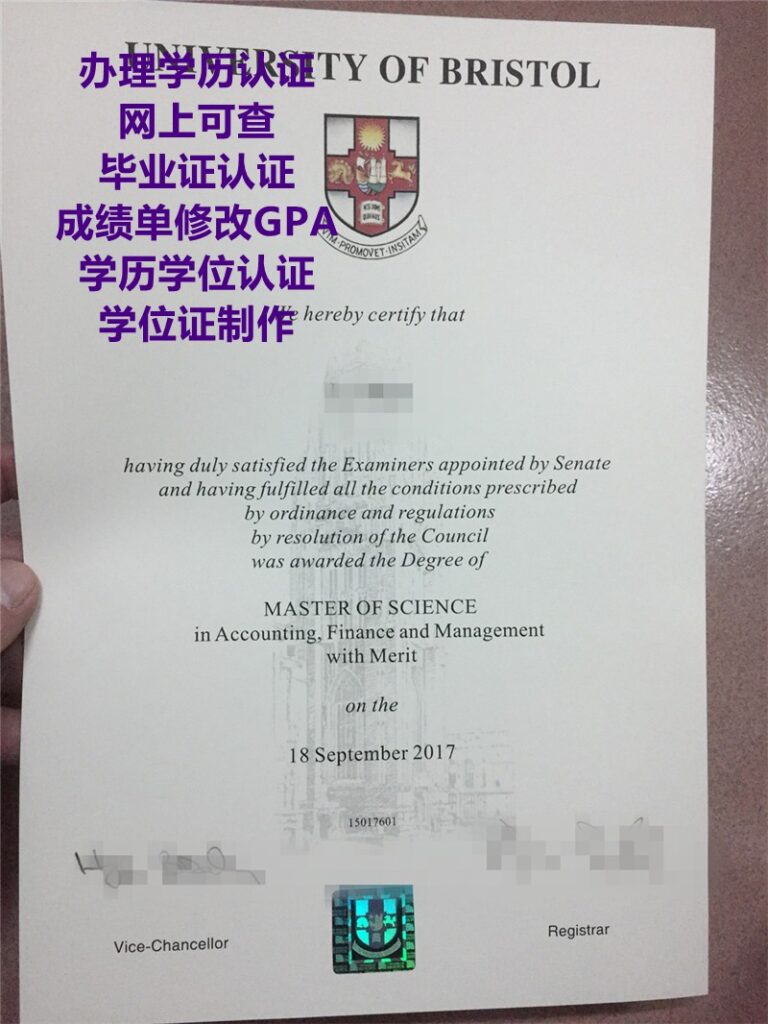 UNIVERSITY OF BRISTOL
办理学历认证
网上可查
毕业证认证
成绩单修改GPA
学历学位认证
学位证制作
VIM·PROMOVET·INSITAM
We hereby certify that
having duly satisfied the Examiners appointed by Senate
and having fulfilled all the conditions prescribed
by ordinance and regulations
by resolution of the Council
was awarded the Degree of
MASTER OF SCIENCE
in Accounting, Finance and Management
with Merit
on the
18 September 2017
15017601
Vice-Chancellor
Registrar